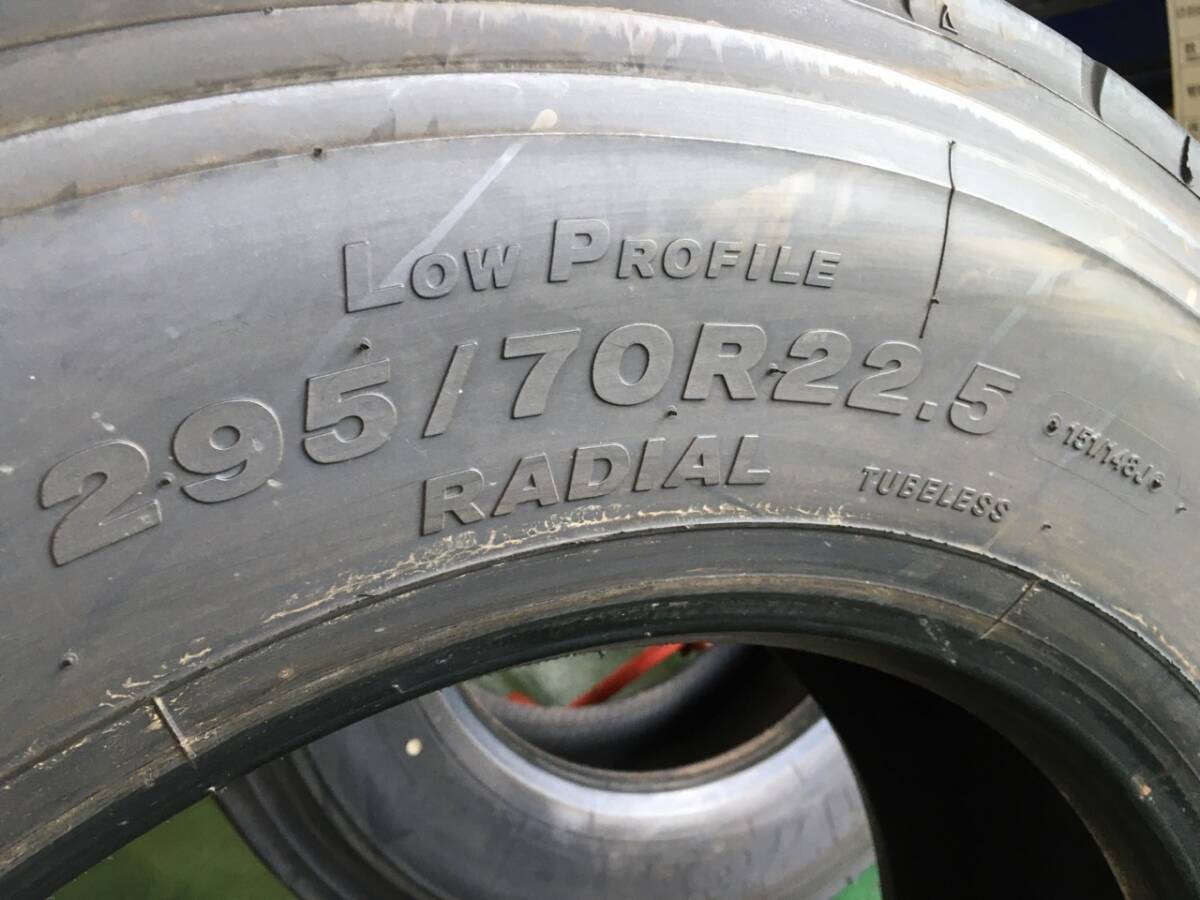 LOW PROFILE
295/70R22.5
151/148J
RADIAL
TUBELESS